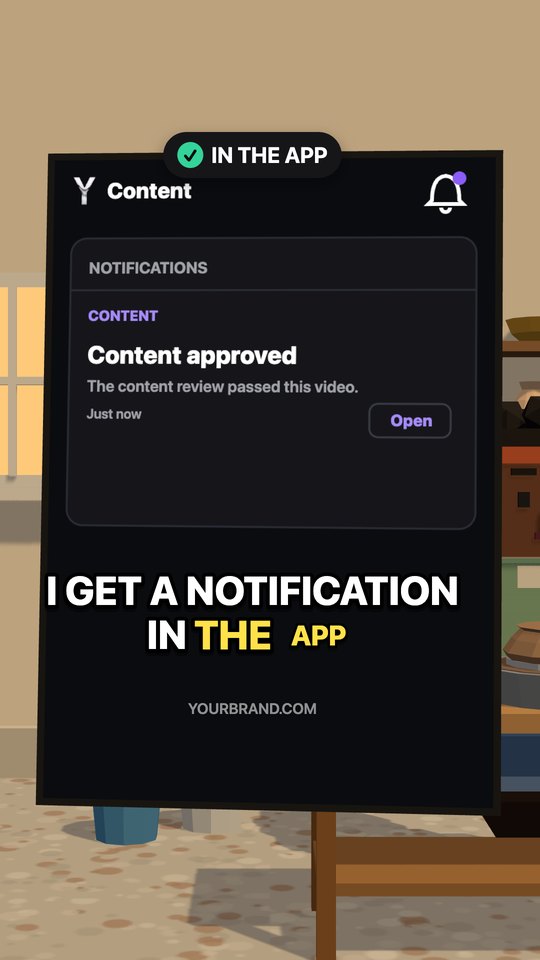 IN THE APP
Y Content
NOTIFICATIONS
CONTENT
Content approved
The content review passed this video.
Just now
Open
I GET A NOTIFICATION
IN THE APP
YOURBRAND.COM